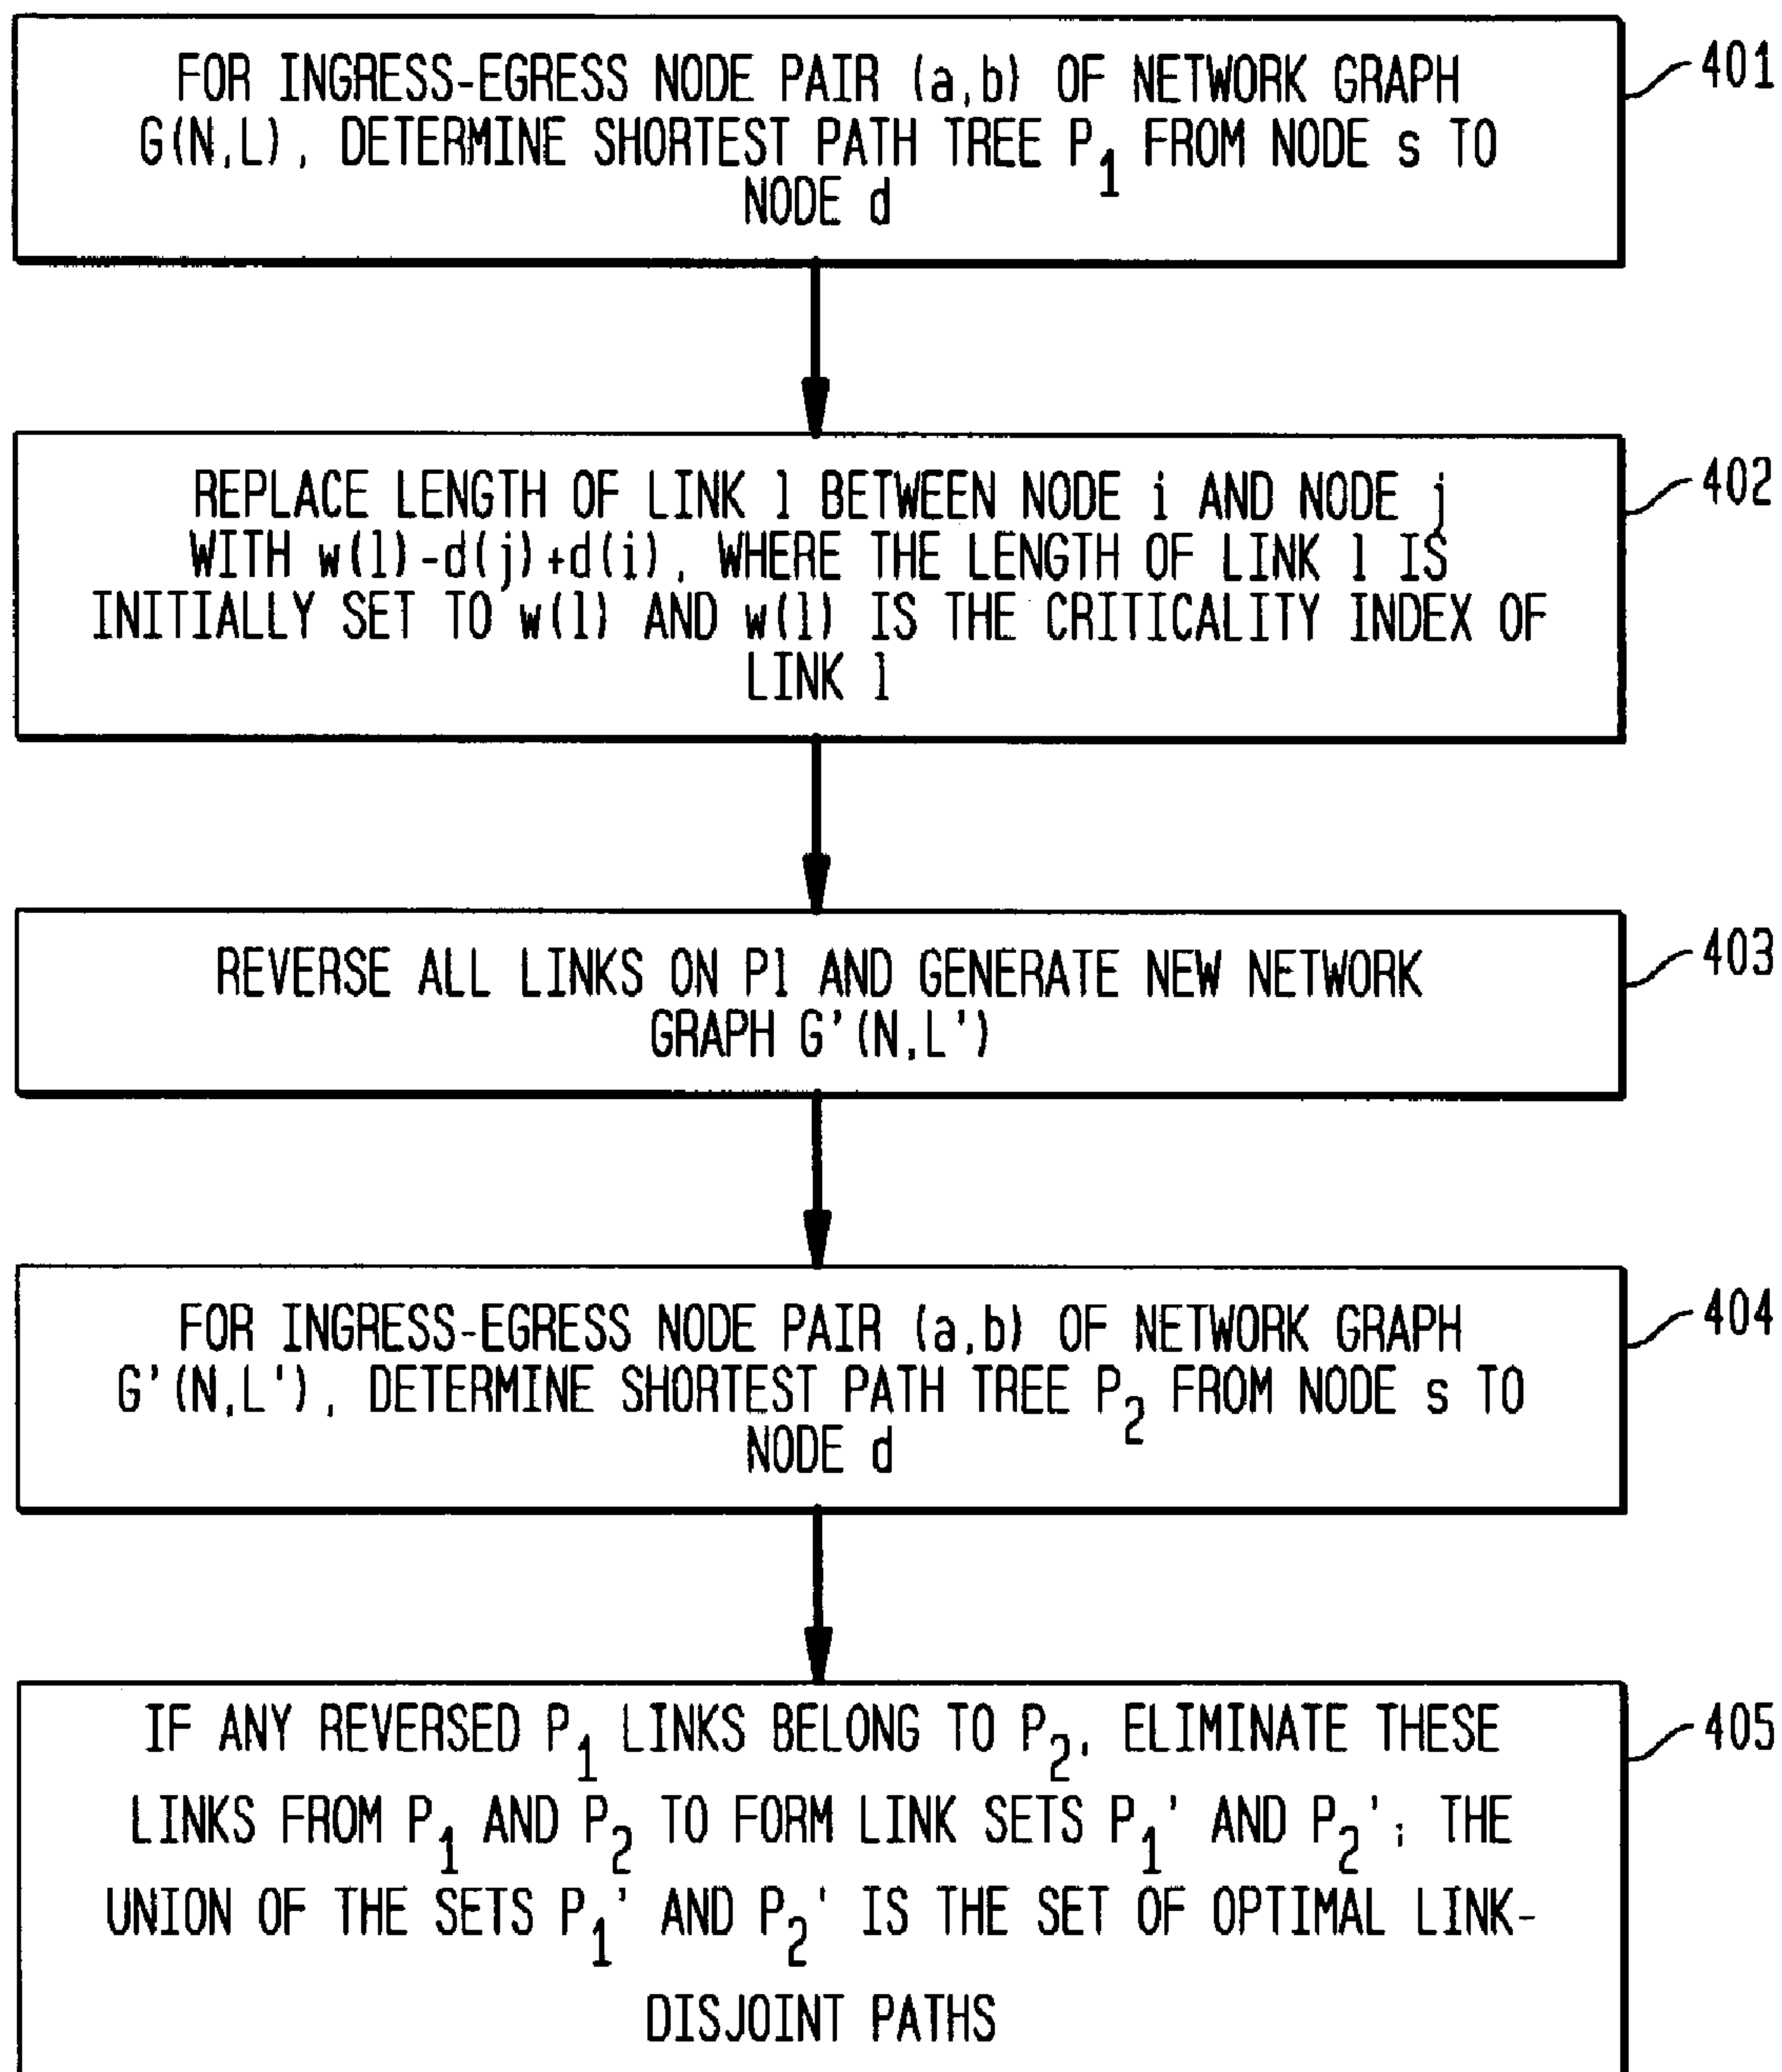 FOR INGRESS-EGRESS NODE PAIR (a,b) OF NETWORK GRAPH
G(N,L), DETERMINE SHORTEST PATH TREE P1 FROM NODE s TO
NODE d
401
REPLACE LENGTH OF LINK l BETWEEN NODE i AND NODE j
WITH w(l)-d(j)+d(i), WHERE THE LENGTH OF LINK l IS
INITIALLY SET TO w(l) AND w(l) IS THE CRITICALITY INDEX OF
LINK l
402
REVERSE ALL LINKS ON P1 AND GENERATE NEW NETWORK
GRAPH G'(N,L')
403
FOR INGRESS-EGRESS NODE PAIR (a,b) OF NETWORK GRAPH
G'(N,L'), DETERMINE SHORTEST PATH TREE P2 FROM NODE s TO
NODE d
404
IF ANY REVERSED P1 LINKS BELONG TO P2, ELIMINATE THESE
LINKS FROM P1 AND P2 TO FORM LINK SETS P1' AND P2'; THE
UNION OF THE SETS P1' AND P2' IS THE SET OF OPTIMAL LINK-
DISJOINT PATHS
405